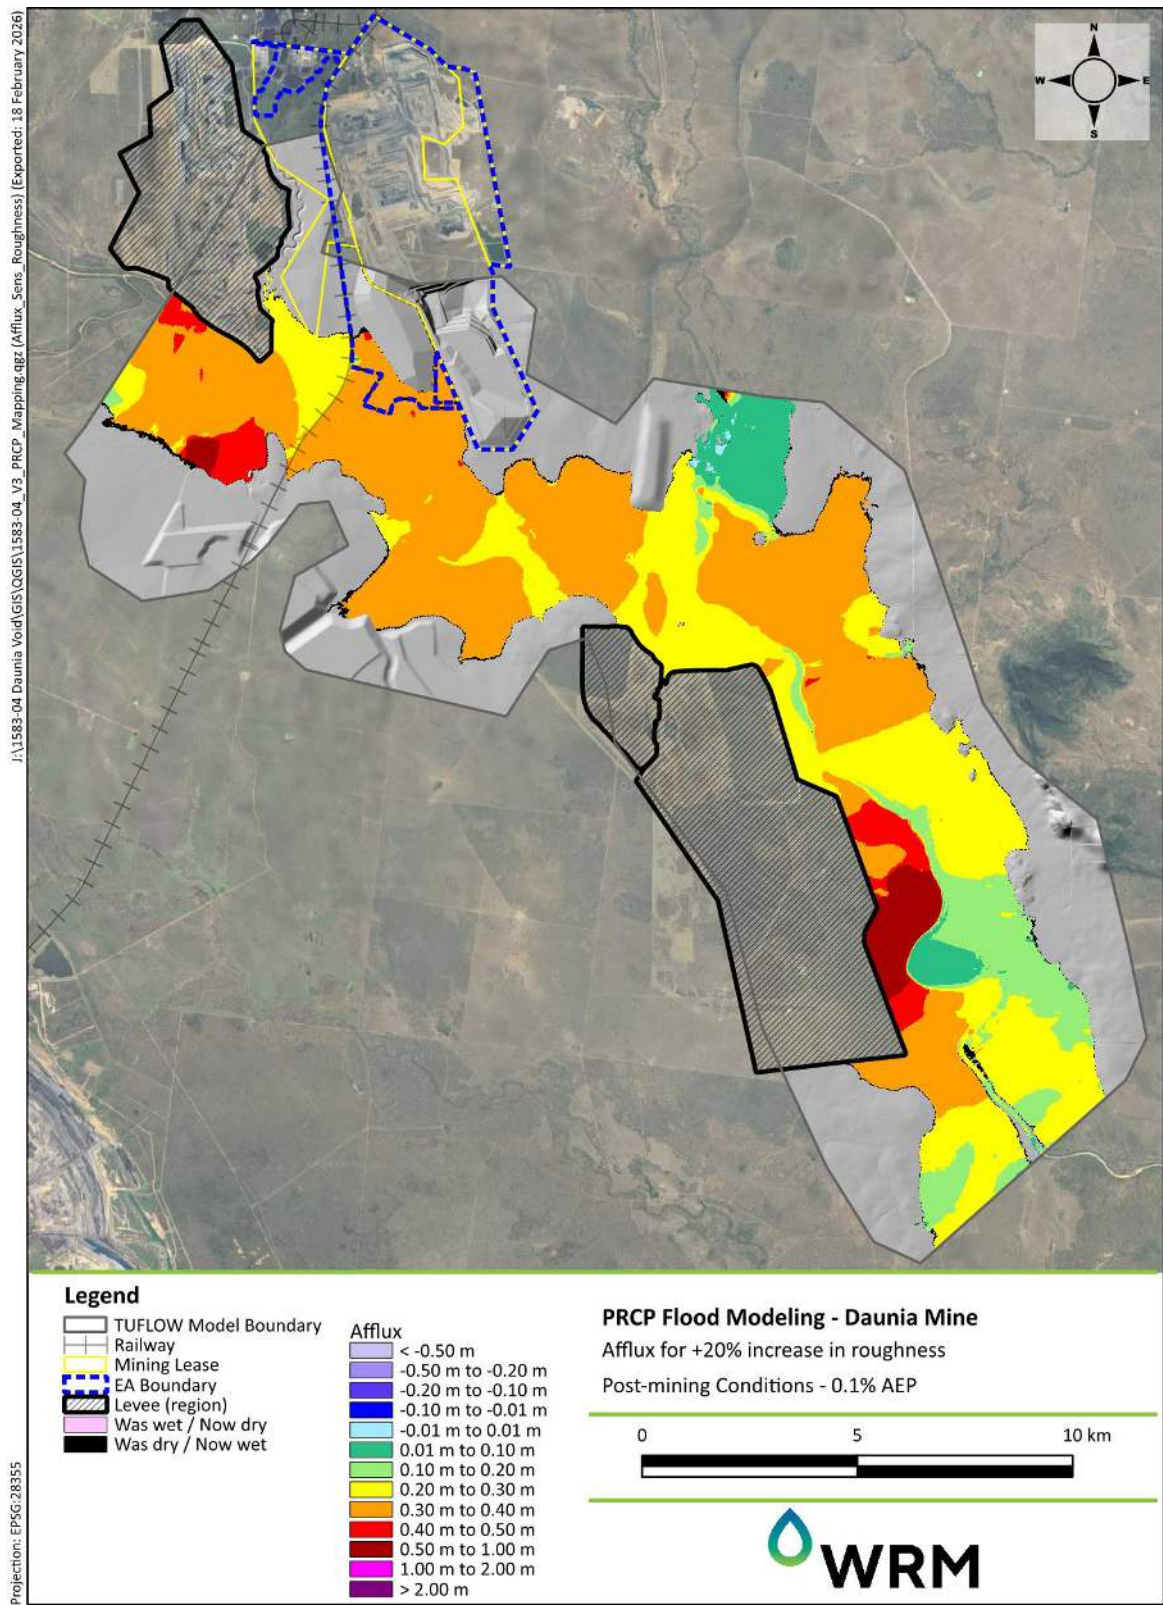 J:\1583-04 Daunia Void\GIS\QGIS\1583-04_V3_PRCP_Mapping.qgz (Afflux_Sens_Roughness) (Exported: 18 February 2026)
N
W
E
S
Legend
TUFLOW Model Boundary
Railway
Mining Lease
EA Boundary
Levee (region)
Was wet / Now dry
Was dry / Now wet
Afflux
< -0.50 m
-0.50 m to -0.20 m
-0.20 m to -0.10 m
-0.10 m to -0.01 m
-0.01 m to 0.01 m
0.01 m to 0.10 m
0.10 m to 0.20 m
0.20 m to 0.30 m
0.30 m to 0.40 m
0.40 m to 0.50 m
0.50 m to 1.00 m
1.00 m to 2.00 m
> 2.00 m
PRCP Flood Modeling - Daunia Mine
Afflux for +20% increase in roughness
Post-mining Conditions - 0.1% AEP
0 5 10 km
WRM
Projection: EPSG:28355